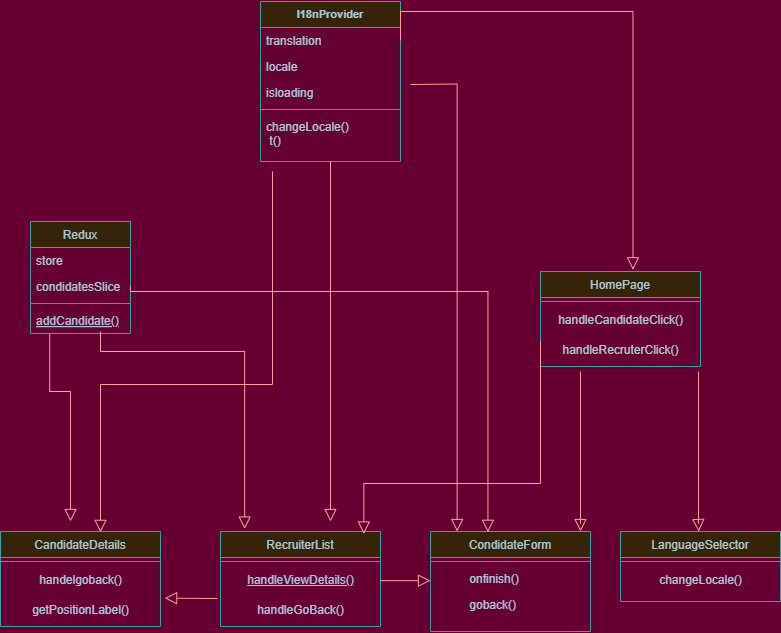 I18nProvider
translation
locale
isloading
changeLocale()
t()
Redux
store
condidatesSlice
addCandidate()
HomePage
handleCandidateClick()
handleRecruterClick()
CandidateDetails
handelgoback()
getPositionLabel()
RecruiterList
handleViewDetails()
handleGoBack()
CondidateForm
onfinish()
goback()
LanguageSelector
changeLocale()